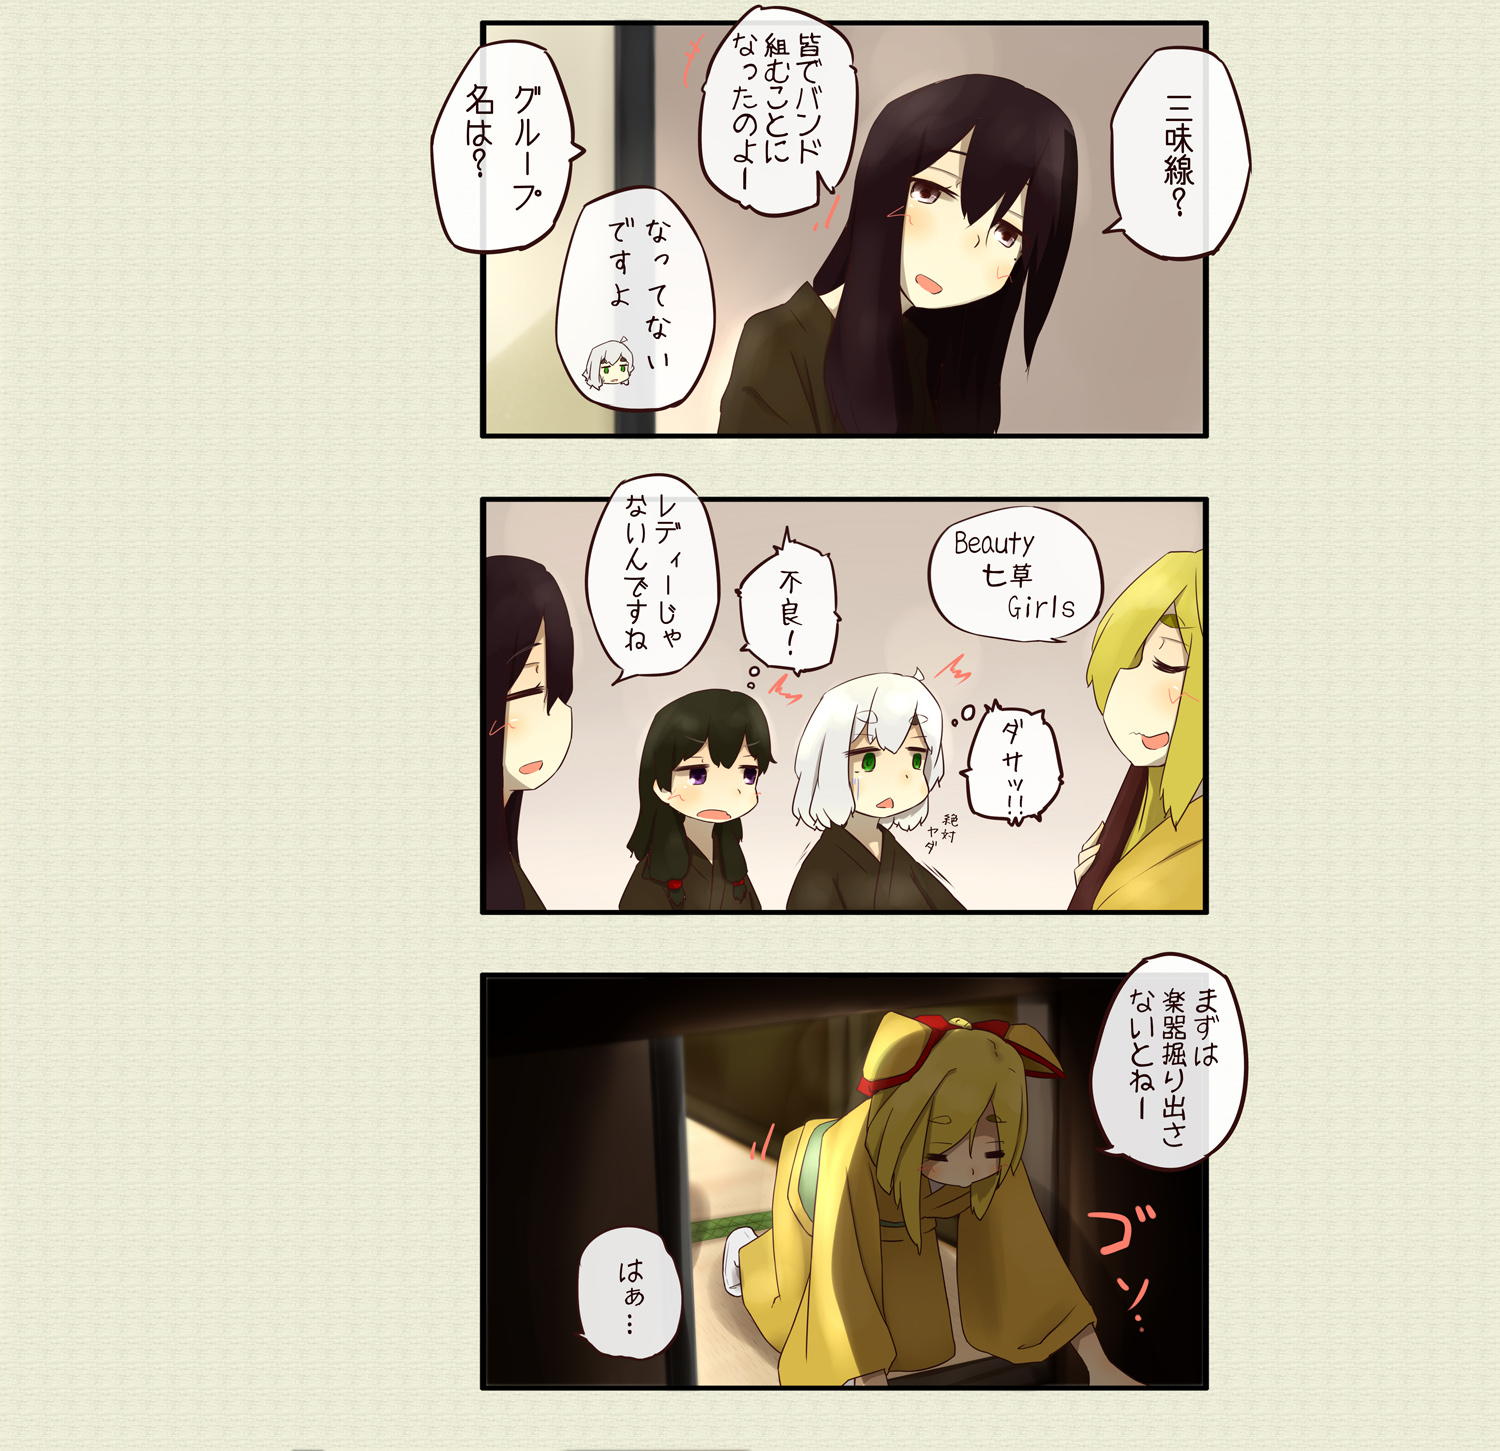 三味線?
皆でバンド
組むことに
なったのよー
なってない
ですよ
グループ
名は?
Beauty
七草
Girls
ダサッ!!
絶対
ヤダ
不良!
レディーじゃ
ないんですね
まずは
楽器掘り出さ
ないとねー
ゴソ…
はぁ…